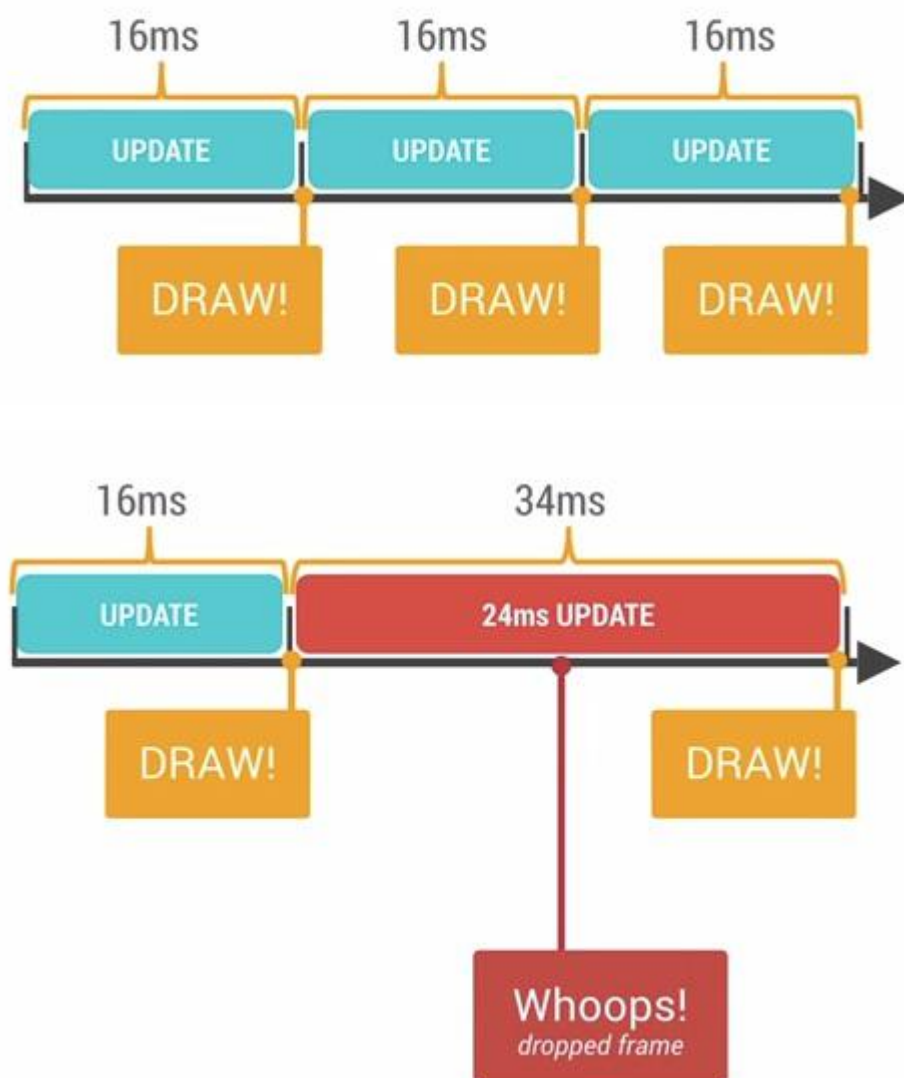 16ms 16ms 16ms
UPDATE UPDATE UPDATE
DRAW! DRAW! DRAW!
16ms 34ms
UPDATE 24ms UPDATE
DRAW! DRAW!
Whoops!
dropped frame